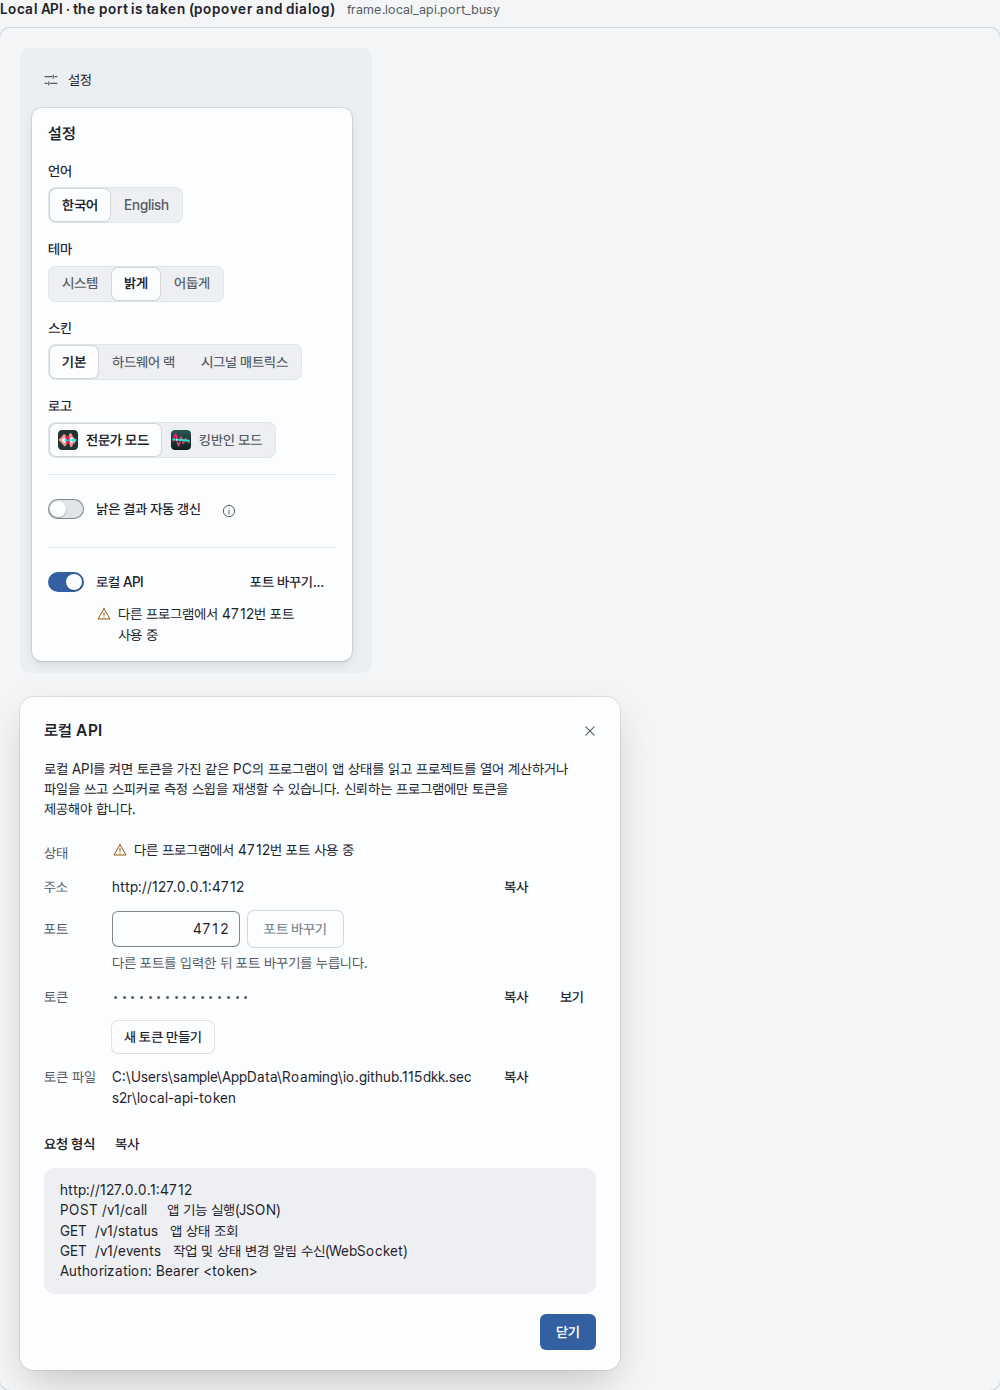 Local API · the port is taken (popover and dialog) frame.local_api.port_busy
설정
설정
언어
한국어 English
테마
시스템 밝게 어둡게
스킨
기본 하드웨어 랙 시그널 매트릭스
로고
전문가 모드 킹반인 모드
낡은 결과 자동 갱신
로컬 API 포트 바꾸기...
다른 프로그램에서 4712번 포트
사용 중
로컬 API
로컬 API를 켜면 토큰을 가진 같은 PC의 프로그램이 앱 상태를 읽고 프로젝트를 열어 계산하거나
파일을 쓰고 스피커로 측정 스윕을 재생할 수 있습니다. 신뢰하는 프로그램에만 토큰을
제공해야 합니다.
상태 다른 프로그램에서 4712번 포트 사용 중
주소 http://127.0.0.1:4712 복사
포트 4712 포트 바꾸기
다른 포트를 입력한 뒤 포트 바꾸기를 누릅니다.
토큰 •••••••••••••••• 복사 보기
새 토큰 만들기
토큰 파일 C:\Users\sample\AppData\Roaming\io.github.115dkk.sec 복사
s2r\local-api-token
요청 형식 복사
http://127.0.0.1:4712
POST /v1/call 앱 기능 실행(JSON)
GET /v1/status 앱 상태 조회
GET /v1/events 작업 및 상태 변경 알림 수신(WebSocket)
Authorization: Bearer <token>
닫기